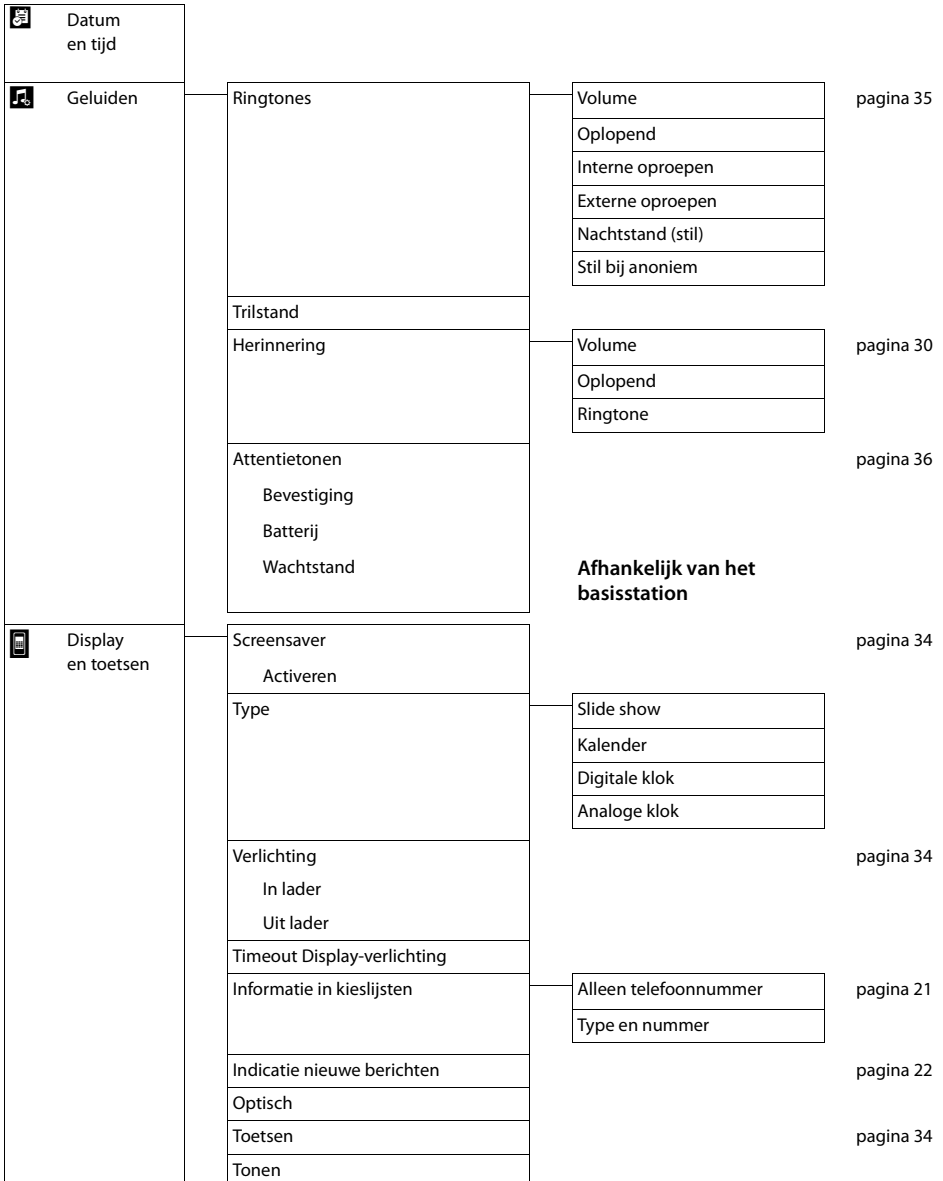 Datum
en tijd
Geluiden
Ringtones
Volume
pagina 35
Oplopend
Interne oproepen
Externe oproepen
Nachtstand (stil)
Stil bij anoniem
Trilstand
Herinnering
Volume
pagina 30
Oplopend
Ringtone
Attentietonen
pagina 36
Bevestiging
Batterij
Wachtstand
Afhankelijk van het
basisstation
Display
en toetsen
Screensaver
pagina 34
Activeren
Type
Slide show
Kalender
Digitale klok
Analoge klok
Verlichting
pagina 34
In lader
Uit lader
Timeout Display-verlichting
Informatie in kieslijsten
Alleen telefoonnummer
pagina 21
Type en nummer
Indicatie nieuwe berichten
pagina 22
Optisch
Toetsen
pagina 34
Tonen